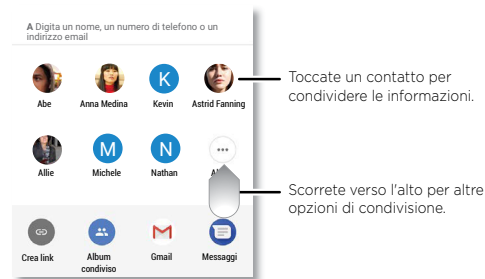 A Digita un nome, un numero di telefono o un
indirizzo email
K
Abe Anna Medina Kevin Astrid Fanning
Toccate un contatto per
condividere le informazioni.
M N
Allie Michele Nathan
Scorrete verso l'alto per altre
opzioni di condivisione.
Crea link Album
condiviso Gmail Messaggi